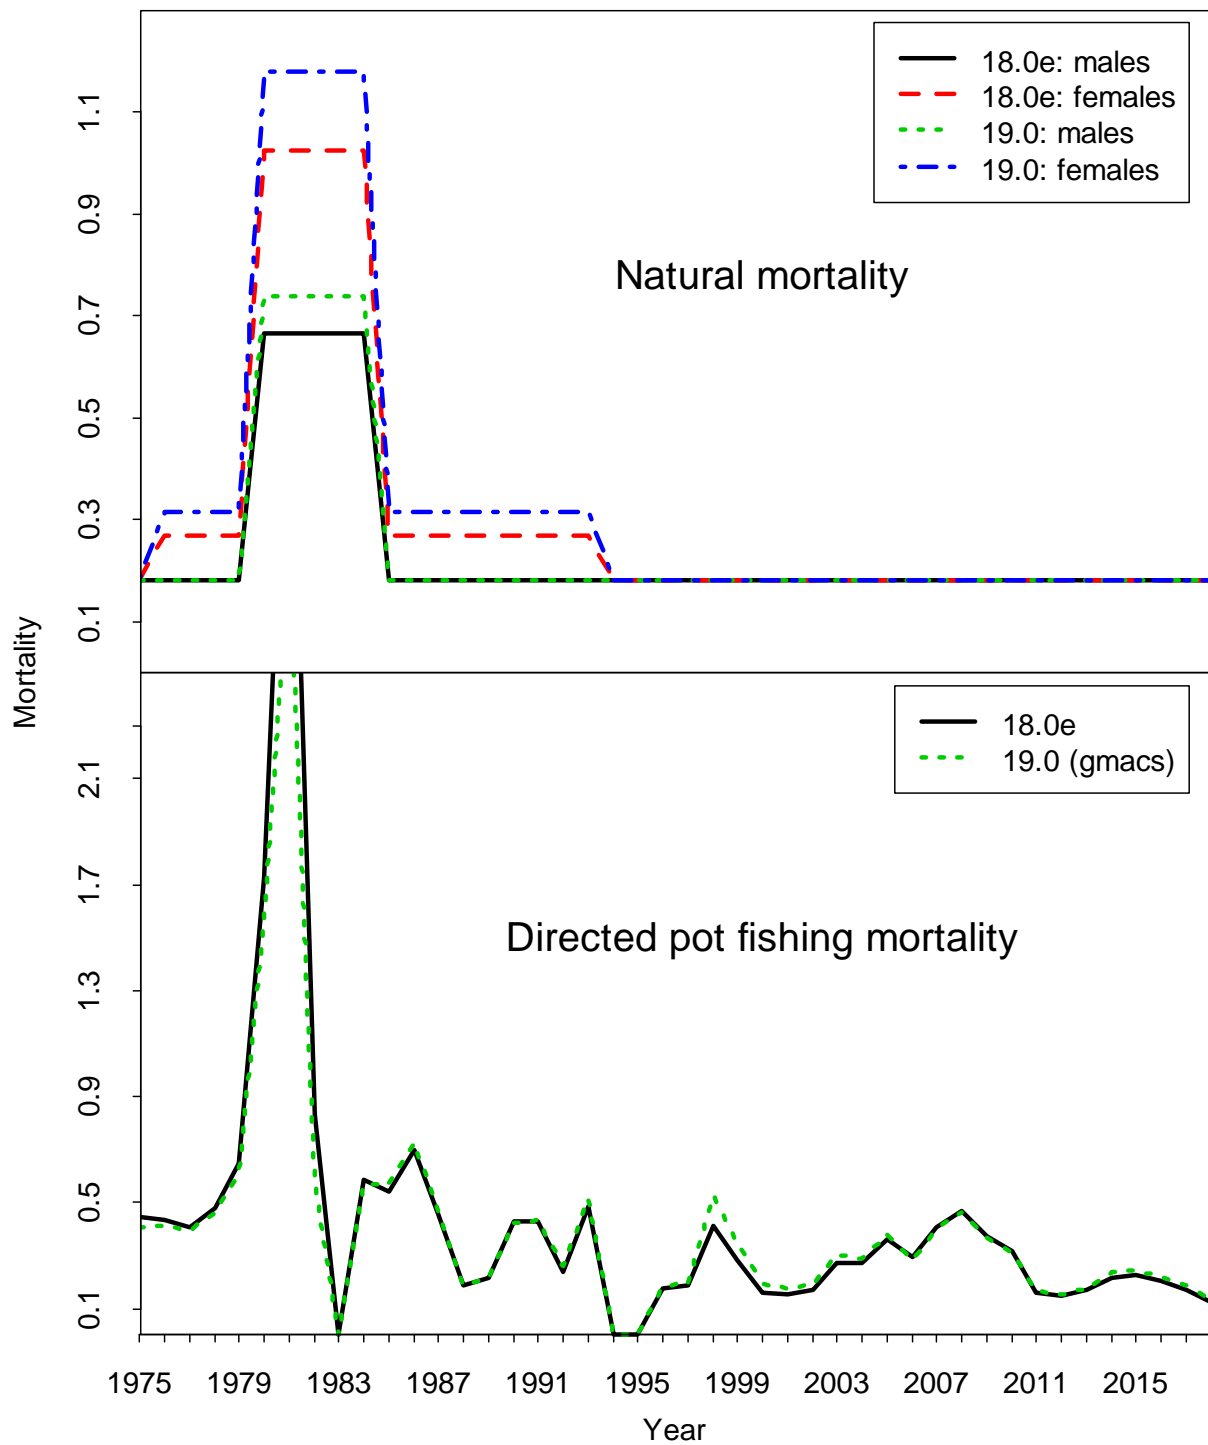 18.0e: males
18.0e: females
19.0: males
19.0: females
Natural mortality
1.1
0.9
0.7
0.5
0.3
0.1
Mortality
18.0e
19.0 (gmacs)
Directed pot fishing mortality
2.1
1.7
1.3
0.9
0.5
0.1
1975 1979 1983 1987 1991 1995 1999 2003 2007 2011 2015
Year